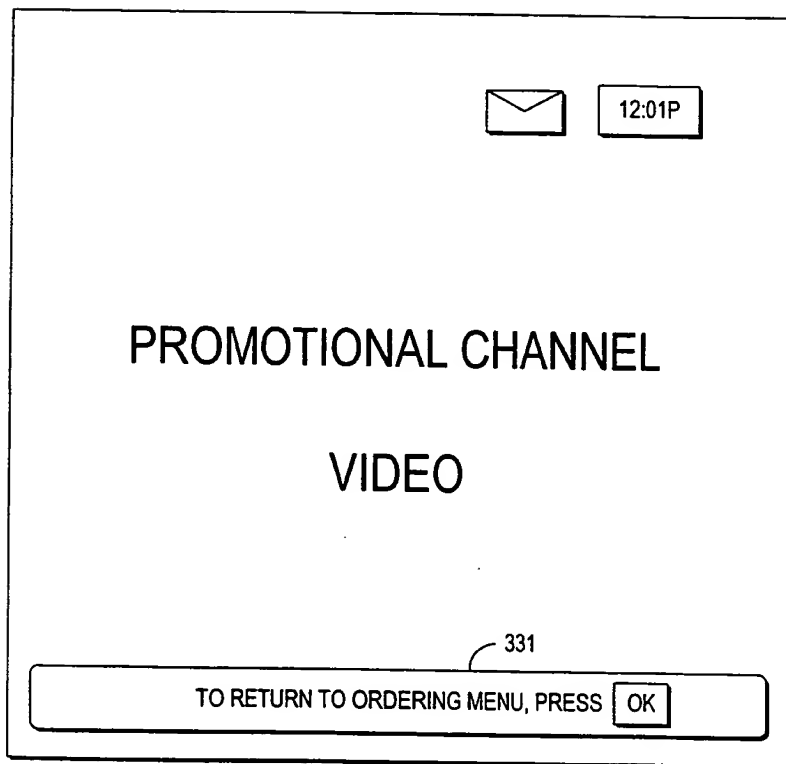 12:01P
PROMOTIONAL CHANNEL
VIDEO
331
TO RETURN TO ORDERING MENU, PRESS OK